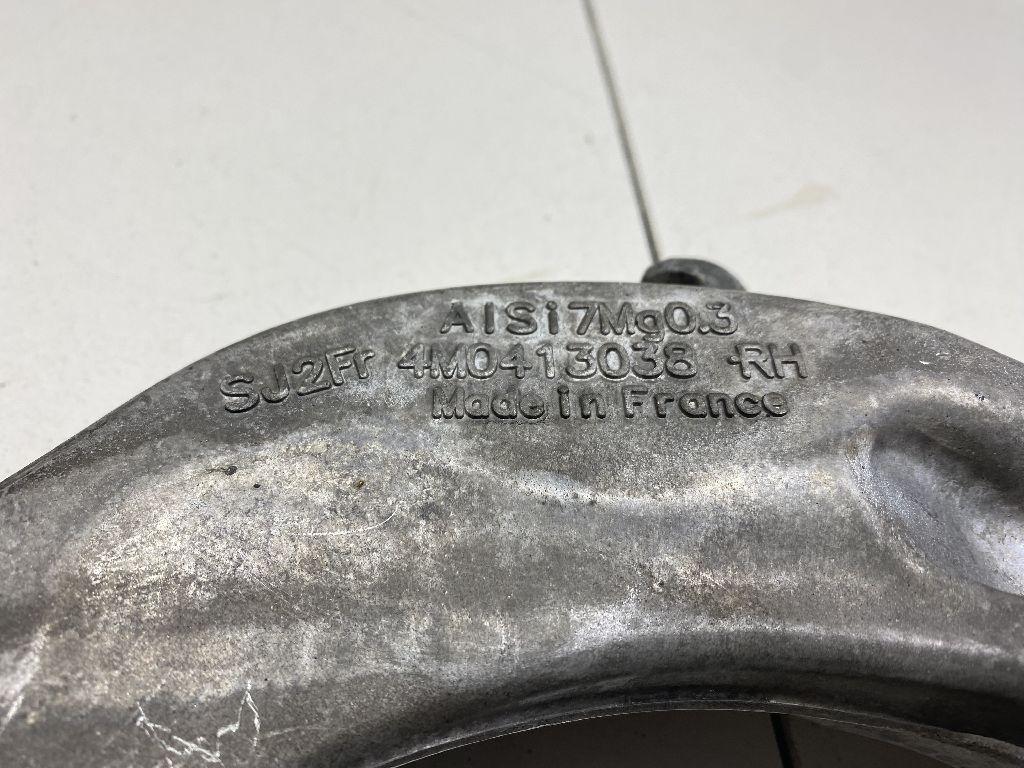 AlSi7Mg0.3
SJ2Fr 4M0413038 -RH
Made in France